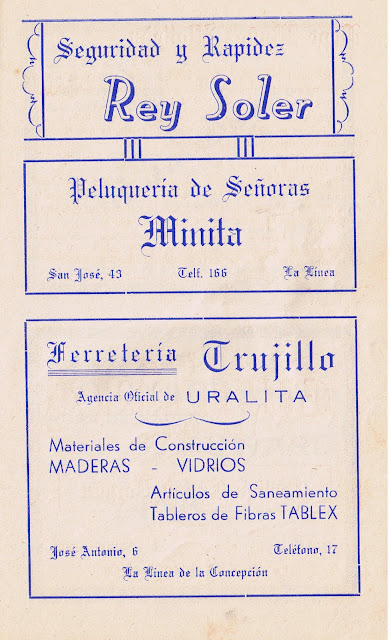 Seguridad y Rapidez
Rey Soler
Peluquería de Señoras
Minita
San José, 43 Telf. 166 La Línea
Ferretería Trujillo
Agencia Oficial de URALITA
Materiales de Construcción
MADERAS - VIDRIOS
Artículos de Saneamiento
Tableros de Fibras TABLEX
José Antonio, 6 Teléfono, 17
La Línea de la Concepción